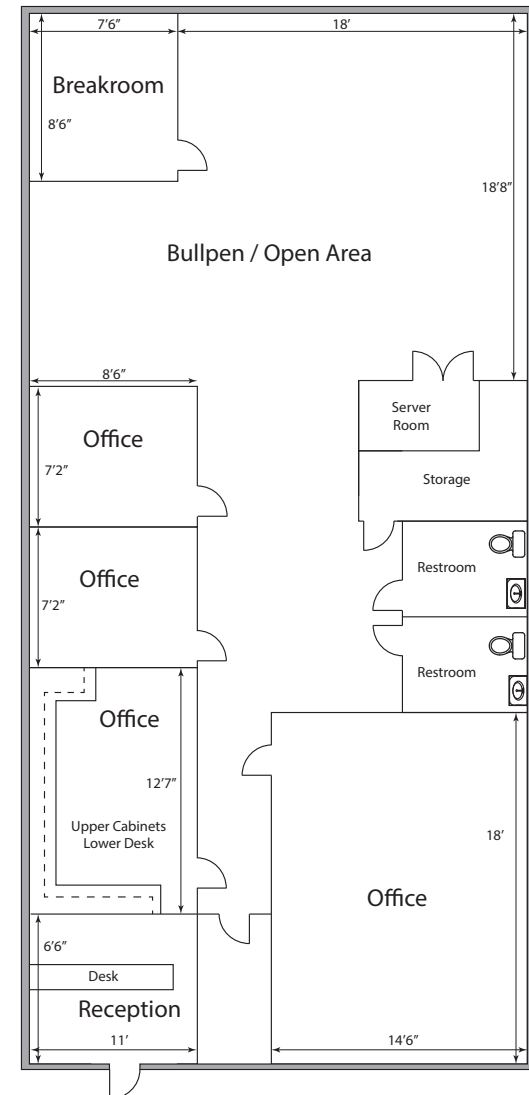 7’6”
18’
Breakroom
8’6”
18’8”
Bullpen / Open Area
8’6”
Server
Room
Office
7’2”
Storage
Office
Restroom
7’2”
Restroom
Office
12’7”
Upper Cabinets
Lower Desk
18’
Office
6’6”
Desk
Reception
11’
14’6”